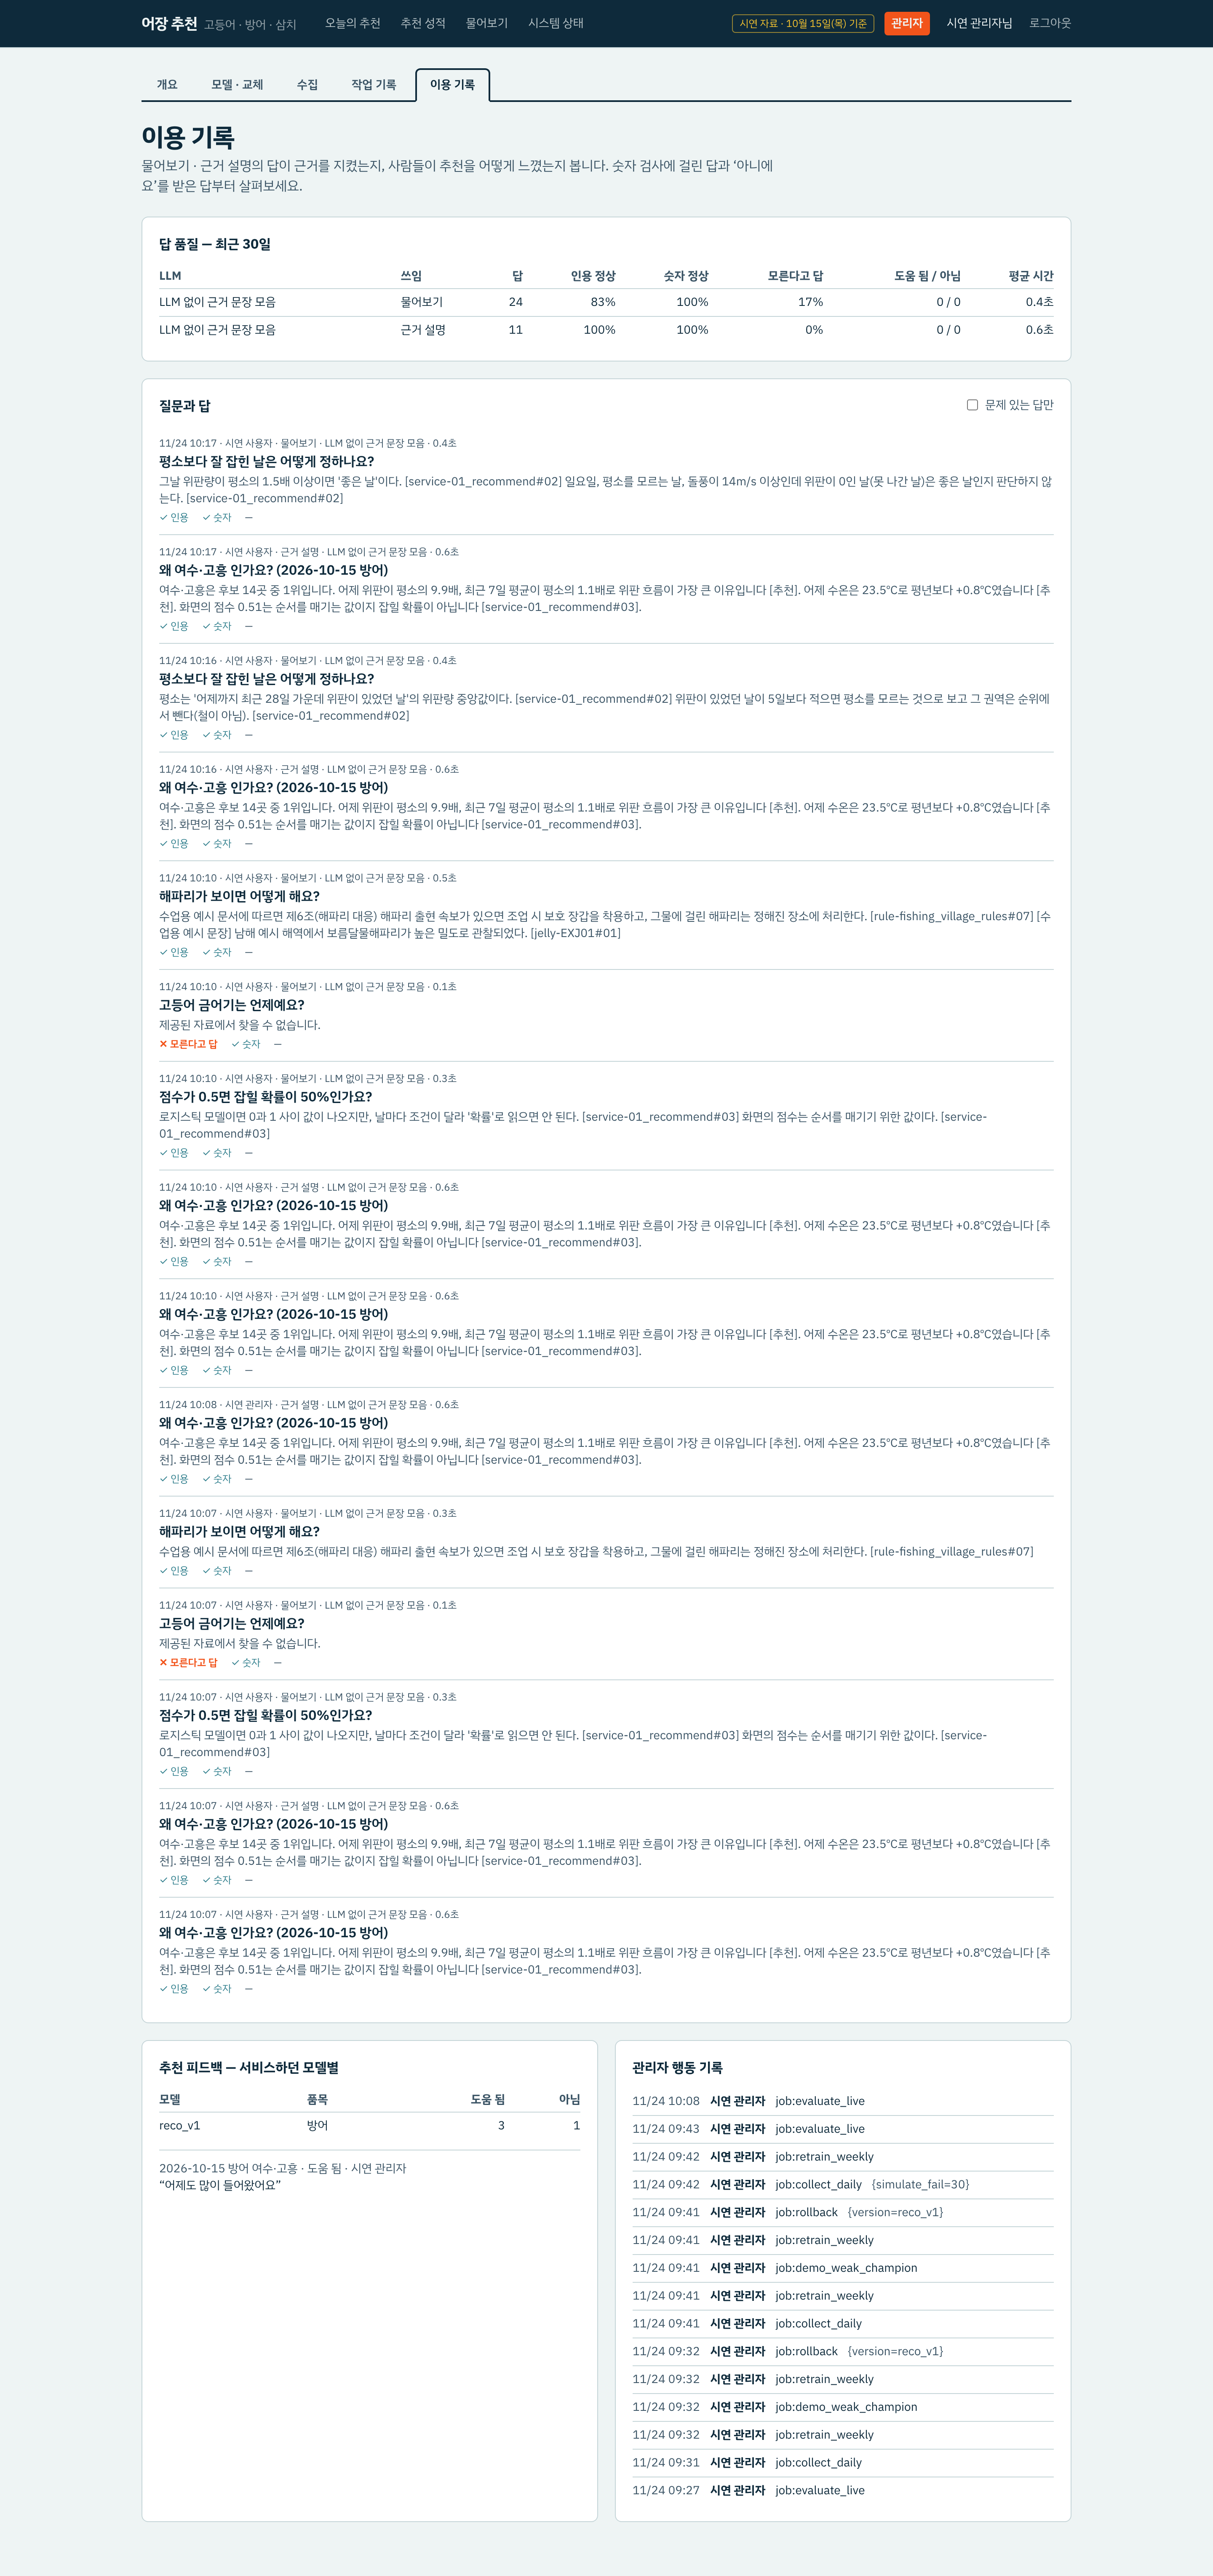 어장 추천 고등어 · 방어 · 삼치 오늘의 추천 추천 성적 물어보기 시스템 상태 시연 자료 · 10월 15일(목) 기준 관리자 시연 관리자님 로그아웃
개요 모델 · 교체 수집 작업 기록 이용 기록
이용 기록
물어보기 · 근거 설명의 답이 근거를 지켰는지, 사람들이 추천을 어떻게 느꼈는지 봅니다. 숫자 검사에 걸린 답과 ‘아니에
요’를 받은 답부터 살펴보세요.
답 품질 — 최근 30일
LLM 쓰임 답 인용 정상 숫자 정상 모른다고 답 도움 됨 / 아님 평균 시간
LLM 없이 근거 문장 모음 물어보기 24 83% 100% 17% 0 / 0 0.4초
LLM 없이 근거 문장 모음 근거 설명 11 100% 100% 0% 0 / 0 0.6초
질문과 답 문제 있는 답만
11/24 10:17 · 시연 사용자 · 물어보기 · LLM 없이 근거 문장 모음 · 0.4초
평소보다 잘 잡힌 날은 어떻게 정하나요?
그날 위판량이 평소의 1.5배 이상이면 '좋은 날'이다. [service-01_recommend#02] 일요일, 평소를 모르는 날, 돌풍이 14m/s 이상인데 위판이 0인 날(못 나간 날)은 좋은 날인지 판단하지 않
는다. [service-01_recommend#02]
✓ 인용 ✓ 숫자 —
11/24 10:17 · 시연 사용자 · 근거 설명 · LLM 없이 근거 문장 모음 · 0.6초
왜 여수·고흥 인가요? (2026-10-15 방어)
여수·고흥은 후보 14곳 중 1위입니다. 어제 위판이 평소의 9.9배, 최근 7일 평균이 평소의 1.1배로 위판 흐름이 가장 큰 이유입니다 [추천]. 어제 수온은 23.5°C로 평년보다 +0.8°C였습니다 [추
천]. 화면의 점수 0.51는 순서를 매기는 값이지 잡힐 확률이 아닙니다 [service-01_recommend#03].
✓ 인용 ✓ 숫자 —
11/24 10:16 · 시연 사용자 · 물어보기 · LLM 없이 근거 문장 모음 · 0.4초
평소보다 잘 잡힌 날은 어떻게 정하나요?
평소는 '어제까지 최근 28일 가운데 위판이 있었던 날'의 위판량 중앙값이다. [service-01_recommend#02] 위판이 있었던 날이 5일보다 적으면 평소를 모르는 것으로 보고 그 권역은 순위에
서 뺀다(철이 아님). [service-01_recommend#02]
✓ 인용 ✓ 숫자 —
11/24 10:16 · 시연 사용자 · 근거 설명 · LLM 없이 근거 문장 모음 · 0.6초
왜 여수·고흥 인가요? (2026-10-15 방어)
여수·고흥은 후보 14곳 중 1위입니다. 어제 위판이 평소의 9.9배, 최근 7일 평균이 평소의 1.1배로 위판 흐름이 가장 큰 이유입니다 [추천]. 어제 수온은 23.5°C로 평년보다 +0.8°C였습니다 [추
천]. 화면의 점수 0.51는 순서를 매기는 값이지 잡힐 확률이 아닙니다 [service-01_recommend#03].
✓ 인용 ✓ 숫자 —
11/24 10:10 · 시연 사용자 · 물어보기 · LLM 없이 근거 문장 모음 · 0.5초
해파리가 보이면 어떻게 해요?
수업용 예시 문서에 따르면 제6조(해파리 대응) 해파리 출현 속보가 있으면 조업 시 보호 장갑을 착용하고, 그물에 걸린 해파리는 정해진 장소에 처리한다. [rule-fishing_village_rules#07] [수
업용 예시 문장] 남해 예시 해역에서 보름달물해파리가 높은 밀도로 관찰되었다. [jelly-EXJ01#01]
✓ 인용 ✓ 숫자 —
11/24 10:10 · 시연 사용자 · 물어보기 · LLM 없이 근거 문장 모음 · 0.1초
고등어 금어기는 언제예요?
제공된 자료에서 찾을 수 없습니다.
✕ 모른다고 답 ✓ 숫자 —
11/24 10:10 · 시연 사용자 · 물어보기 · LLM 없이 근거 문장 모음 · 0.3초
점수가 0.5면 잡힐 확률이 50%인가요?
로지스틱 모델이면 0과 1 사이 값이 나오지만, 날마다 조건이 달라 '확률'로 읽으면 안 된다. [service-01_recommend#03] 화면의 점수는 순서를 매기기 위한 값이다. [service-
01_recommend#03]
✓ 인용 ✓ 숫자 —
11/24 10:10 · 시연 사용자 · 근거 설명 · LLM 없이 근거 문장 모음 · 0.6초
왜 여수·고흥 인가요? (2026-10-15 방어)
여수·고흥은 후보 14곳 중 1위입니다. 어제 위판이 평소의 9.9배, 최근 7일 평균이 평소의 1.1배로 위판 흐름이 가장 큰 이유입니다 [추천]. 어제 수온은 23.5°C로 평년보다 +0.8°C였습니다 [추
천]. 화면의 점수 0.51는 순서를 매기는 값이지 잡힐 확률이 아닙니다 [service-01_recommend#03].
✓ 인용 ✓ 숫자 —
11/24 10:10 · 시연 사용자 · 근거 설명 · LLM 없이 근거 문장 모음 · 0.6초
왜 여수·고흥 인가요? (2026-10-15 방어)
여수·고흥은 후보 14곳 중 1위입니다. 어제 위판이 평소의 9.9배, 최근 7일 평균이 평소의 1.1배로 위판 흐름이 가장 큰 이유입니다 [추천]. 어제 수온은 23.5°C로 평년보다 +0.8°C였습니다 [추
천]. 화면의 점수 0.51는 순서를 매기는 값이지 잡힐 확률이 아닙니다 [service-01_recommend#03].
✓ 인용 ✓ 숫자 —
11/24 10:08 · 시연 관리자 · 근거 설명 · LLM 없이 근거 문장 모음 · 0.6초
왜 여수·고흥 인가요? (2026-10-15 방어)
여수·고흥은 후보 14곳 중 1위입니다. 어제 위판이 평소의 9.9배, 최근 7일 평균이 평소의 1.1배로 위판 흐름이 가장 큰 이유입니다 [추천]. 어제 수온은 23.5°C로 평년보다 +0.8°C였습니다 [추
천]. 화면의 점수 0.51는 순서를 매기는 값이지 잡힐 확률이 아닙니다 [service-01_recommend#03].
✓ 인용 ✓ 숫자 —
11/24 10:07 · 시연 사용자 · 물어보기 · LLM 없이 근거 문장 모음 · 0.3초
해파리가 보이면 어떻게 해요?
수업용 예시 문서에 따르면 제6조(해파리 대응) 해파리 출현 속보가 있으면 조업 시 보호 장갑을 착용하고, 그물에 걸린 해파리는 정해진 장소에 처리한다. [rule-fishing_village_rules#07]
✓ 인용 ✓ 숫자 —
11/24 10:07 · 시연 사용자 · 물어보기 · LLM 없이 근거 문장 모음 · 0.1초
고등어 금어기는 언제예요?
제공된 자료에서 찾을 수 없습니다.
✕ 모른다고 답 ✓ 숫자 —
11/24 10:07 · 시연 사용자 · 물어보기 · LLM 없이 근거 문장 모음 · 0.3초
점수가 0.5면 잡힐 확률이 50%인가요?
로지스틱 모델이면 0과 1 사이 값이 나오지만, 날마다 조건이 달라 '확률'로 읽으면 안 된다. [service-01_recommend#03] 화면의 점수는 순서를 매기기 위한 값이다. [service-
01_recommend#03]
✓ 인용 ✓ 숫자 —
11/24 10:07 · 시연 사용자 · 근거 설명 · LLM 없이 근거 문장 모음 · 0.6초
왜 여수·고흥 인가요? (2026-10-15 방어)
여수·고흥은 후보 14곳 중 1위입니다. 어제 위판이 평소의 9.9배, 최근 7일 평균이 평소의 1.1배로 위판 흐름이 가장 큰 이유입니다 [추천]. 어제 수온은 23.5°C로 평년보다 +0.8°C였습니다 [추
천]. 화면의 점수 0.51는 순서를 매기는 값이지 잡힐 확률이 아닙니다 [service-01_recommend#03].
✓ 인용 ✓ 숫자 —
11/24 10:07 · 시연 사용자 · 근거 설명 · LLM 없이 근거 문장 모음 · 0.6초
왜 여수·고흥 인가요? (2026-10-15 방어)
여수·고흥은 후보 14곳 중 1위입니다. 어제 위판이 평소의 9.9배, 최근 7일 평균이 평소의 1.1배로 위판 흐름이 가장 큰 이유입니다 [추천]. 어제 수온은 23.5°C로 평년보다 +0.8°C였습니다 [추
천]. 화면의 점수 0.51는 순서를 매기는 값이지 잡힐 확률이 아닙니다 [service-01_recommend#03].
✓ 인용 ✓ 숫자 —
추천 피드백 — 서비스하던 모델별
모델 품목 도움 됨 아님
reco_v1 방어 3 1
2026-10-15 방어 여수·고흥 · 도움 됨 · 시연 관리자
“어제도 많이 들어왔어요”
관리자 행동 기록
11/24 10:08 시연 관리자 job:evaluate_live
11/24 09:43 시연 관리자 job:evaluate_live
11/24 09:42 시연 관리자 job:retrain_weekly
11/24 09:42 시연 관리자 job:collect_daily {simulate_fail=30}
11/24 09:41 시연 관리자 job:rollback {version=reco_v1}
11/24 09:41 시연 관리자 job:retrain_weekly
11/24 09:41 시연 관리자 job:demo_weak_champion
11/24 09:41 시연 관리자 job:retrain_weekly
11/24 09:41 시연 관리자 job:collect_daily
11/24 09:32 시연 관리자 job:rollback {version=reco_v1}
11/24 09:32 시연 관리자 job:retrain_weekly
11/24 09:32 시연 관리자 job:demo_weak_champion
11/24 09:32 시연 관리자 job:retrain_weekly
11/24 09:31 시연 관리자 job:collect_daily
11/24 09:27 시연 관리자 job:evaluate_live